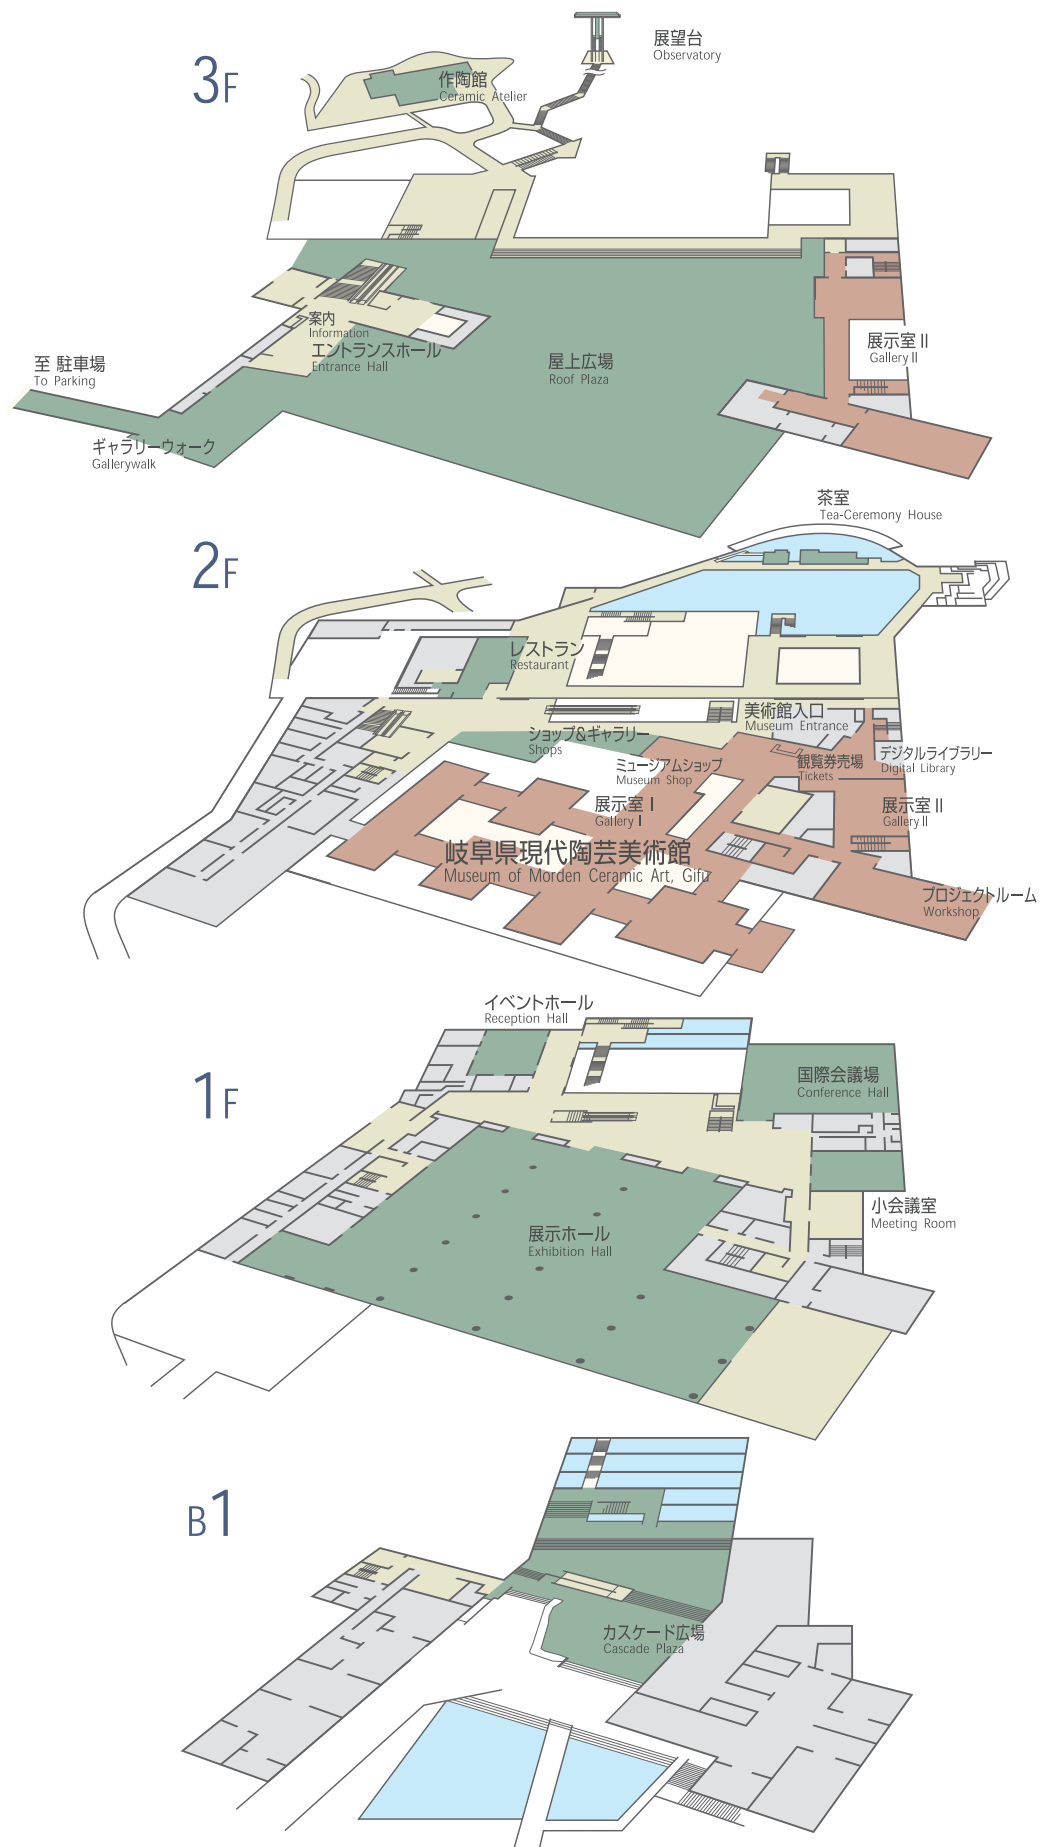 3F
展望台
Observatory
作陶館
Ceramic Atelier
案内
Information
エントランスホール
Entrance Hall
屋上広場
Roof Plaza
展示室Ⅱ
GalleryⅡ
至 駐車場
To Parking
ギャラリーウォーク
Gallerywalk
茶室
Tea-Ceremony House
2F
レストラン
Restaurant
美術館入口
Museum Entrance
ショップ&ギャラリー
Shops
ミュージアムショップ
Museum Shop
観覧券売場
Tickets
デジタルライブラリー
Digital Library
展示室Ⅰ
GalleryⅠ
展示室Ⅱ
GalleryⅡ
岐阜県現代陶芸美術館
Museum of Morden Ceramic Art, Gifu
プロジェクトルーム
Workshop
イベントホール
Reception Hall
1F
国際会議場
Conference Hall
小会議室
Meeting Room
展示ホール
Exhibition Hall
B1
カスケード広場
Cascade Plaza